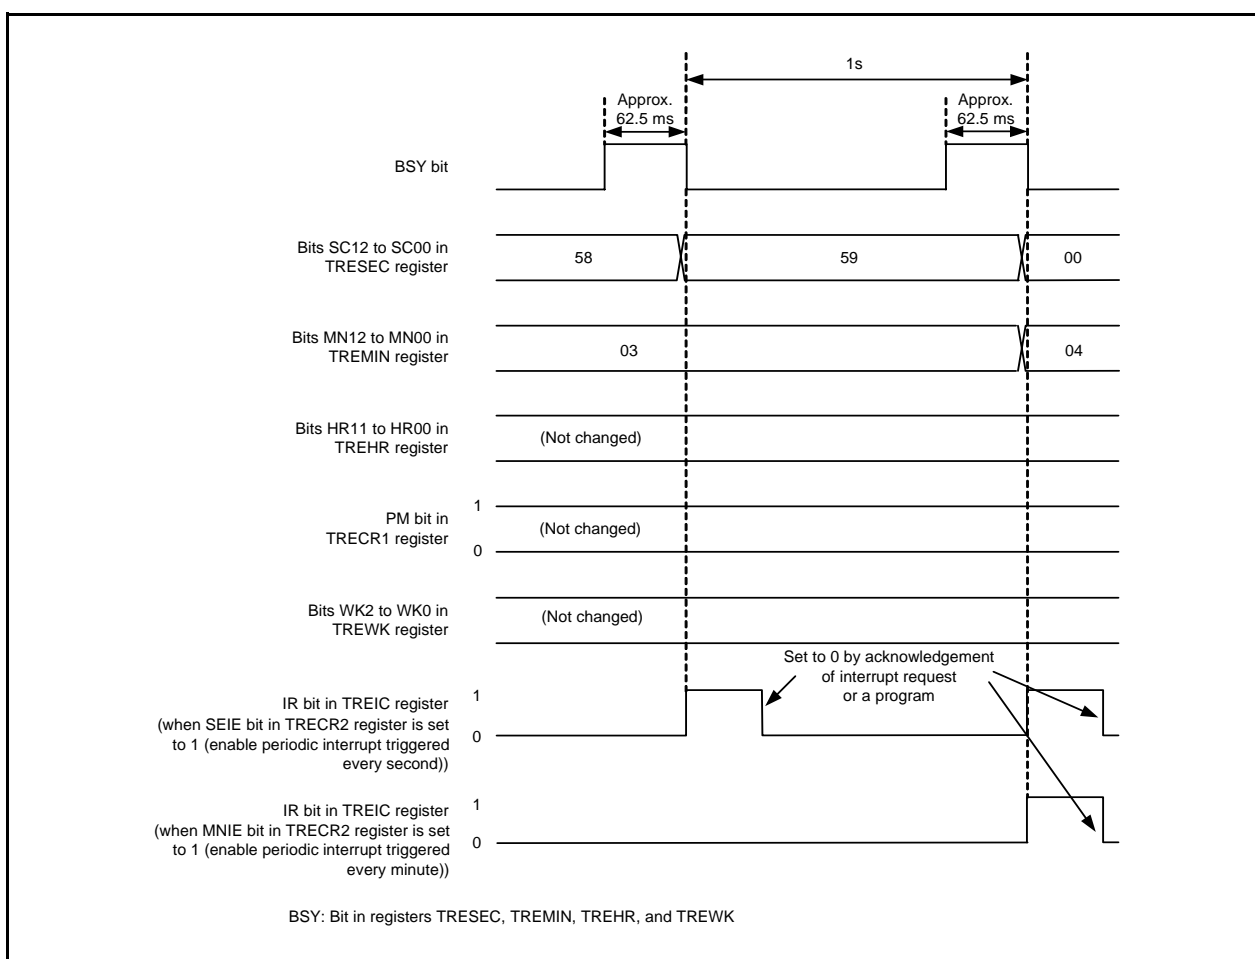 1s
Approx.
62.5 ms
Approx.
62.5 ms
BSY bit
Bits SC12 to SC00 in
TRESEC register
58
59
00
Bits MN12 to MN00 in
TREMIN register
03
04
Bits HR11 to HR00 in
TREHR register
(Not changed)
PM bit in
TRECR1 register
1
0
(Not changed)
Bits WK2 to WK0 in
TREWK register
(Not changed)
Set to 0 by acknowledgement
of interrupt request
or a program
IR bit in TREIC register
(when SEIE bit in TRECR2 register is set
to 1 (enable periodic interrupt triggered
every second))
1
0
IR bit in TREIC register
(when MNIE bit in TRECR2 register is set
to 1 (enable periodic interrupt triggered
every minute))
1
0
BSY: Bit in registers TRESEC, TREMIN, TREHR, and TREWK